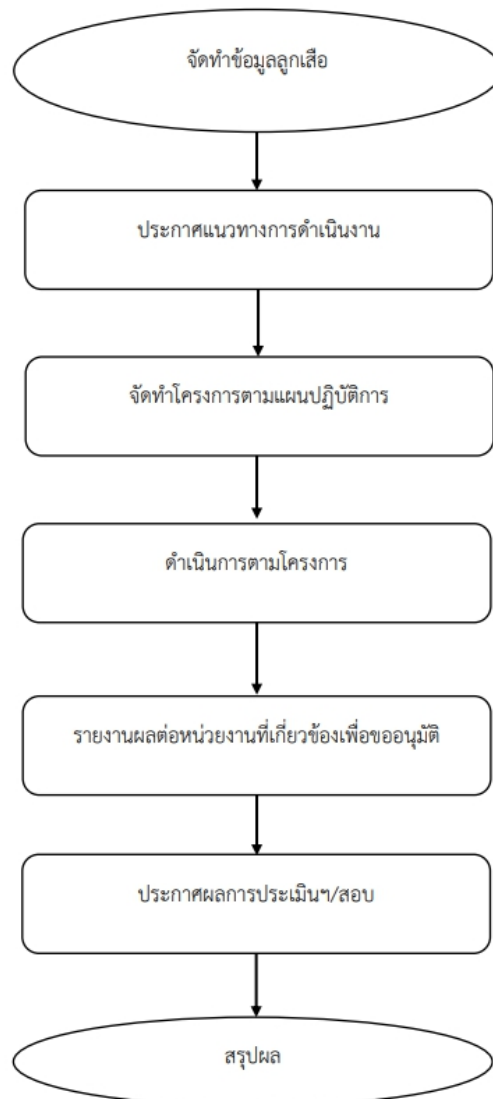 จัดทำข้อมูลลูกเสือ
ประกาศแนวทางการดำเนินงาน
จัดทำโครงการตามแผนปฏิบัติการ
ดำเนินการตามโครงการ
รายงานผลต่อหน่วยงานที่เกี่ยวข้องเพื่อขออนุมัติ
ประกาศผลการประเมินฯ/สอบ
สรุปผล